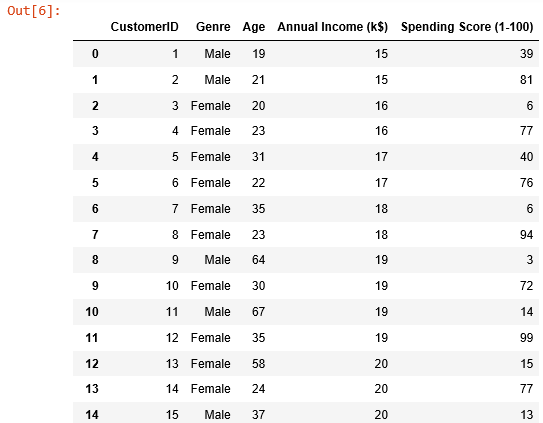 Out[6]:
CustomerID Genre Age Annual Income (k$) Spending Score (1-100)
0 1 Male 19 15 39
1 2 Male 21 15 81
2 3 Female 20 16 6
3 4 Female 23 16 77
4 5 Female 31 17 40
5 6 Female 22 17 76
6 7 Female 35 18 6
7 8 Female 23 18 94
8 9 Male 64 19 3
9 10 Female 30 19 72
10 11 Male 67 19 14
11 12 Female 35 19 99
12 13 Female 58 20 15
13 14 Female 24 20 77
14 15 Male 37 20 13